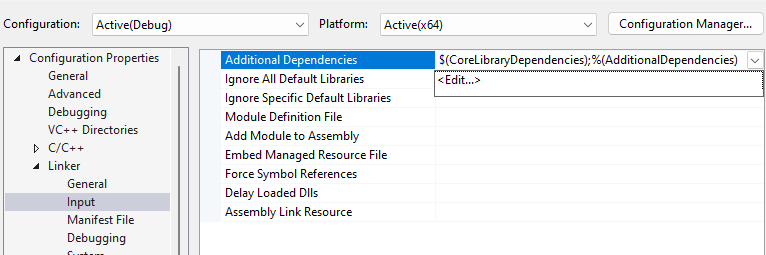 Configuration: Active(Debug) Platform: Active(x64) Configuration Manager...
Configuration Properties
General
Advanced
Debugging
VC++ Directories
C/C++
Linker
General
Input
Manifest File
Debugging
System
Additional Dependencies $(CoreLibraryDependencies);%(AdditionalDependencies)
<Edit...>
Ignore All Default Libraries
Ignore Specific Default Libraries
Module Definition File
Add Module to Assembly
Embed Managed Resource File
Force Symbol References
Delay Loaded Dlls
Assembly Link Resource